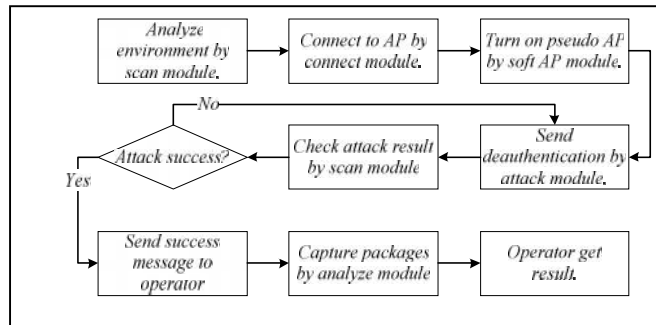 Analyze
environment by
scan module.
Connect to AP by
connect module.
Turn on pseudo AP
by soft AP module.
No
Send
deauthentication by
attack module.
Check attack result
by scan module
Attack success?
Yes
Send success
message to
operator
Capture packages
by analyze module
Operator get
result.